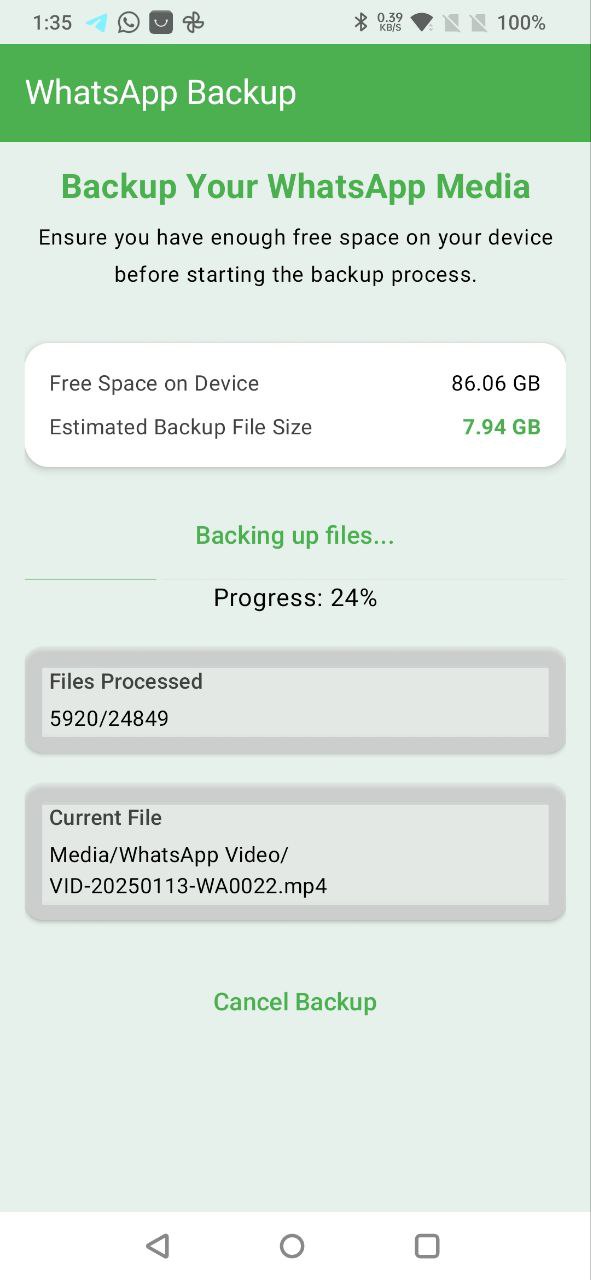 1:35 0.39 KB/S 100%
WhatsApp Backup
Backup Your WhatsApp Media
Ensure you have enough free space on your device
before starting the backup process.
Free Space on Device 86.06 GB
Estimated Backup File Size 7.94 GB
Backing up files...
Progress: 24%
Files Processed
5920/24849
Current File
Media/WhatsApp Video/
VID-20250113-WA0022.mp4
Cancel Backup